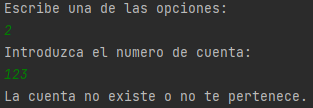 Escribe una de las opciones:
2
Introduzca el numero de cuenta:
123
La cuenta no existe o no te pertenece.